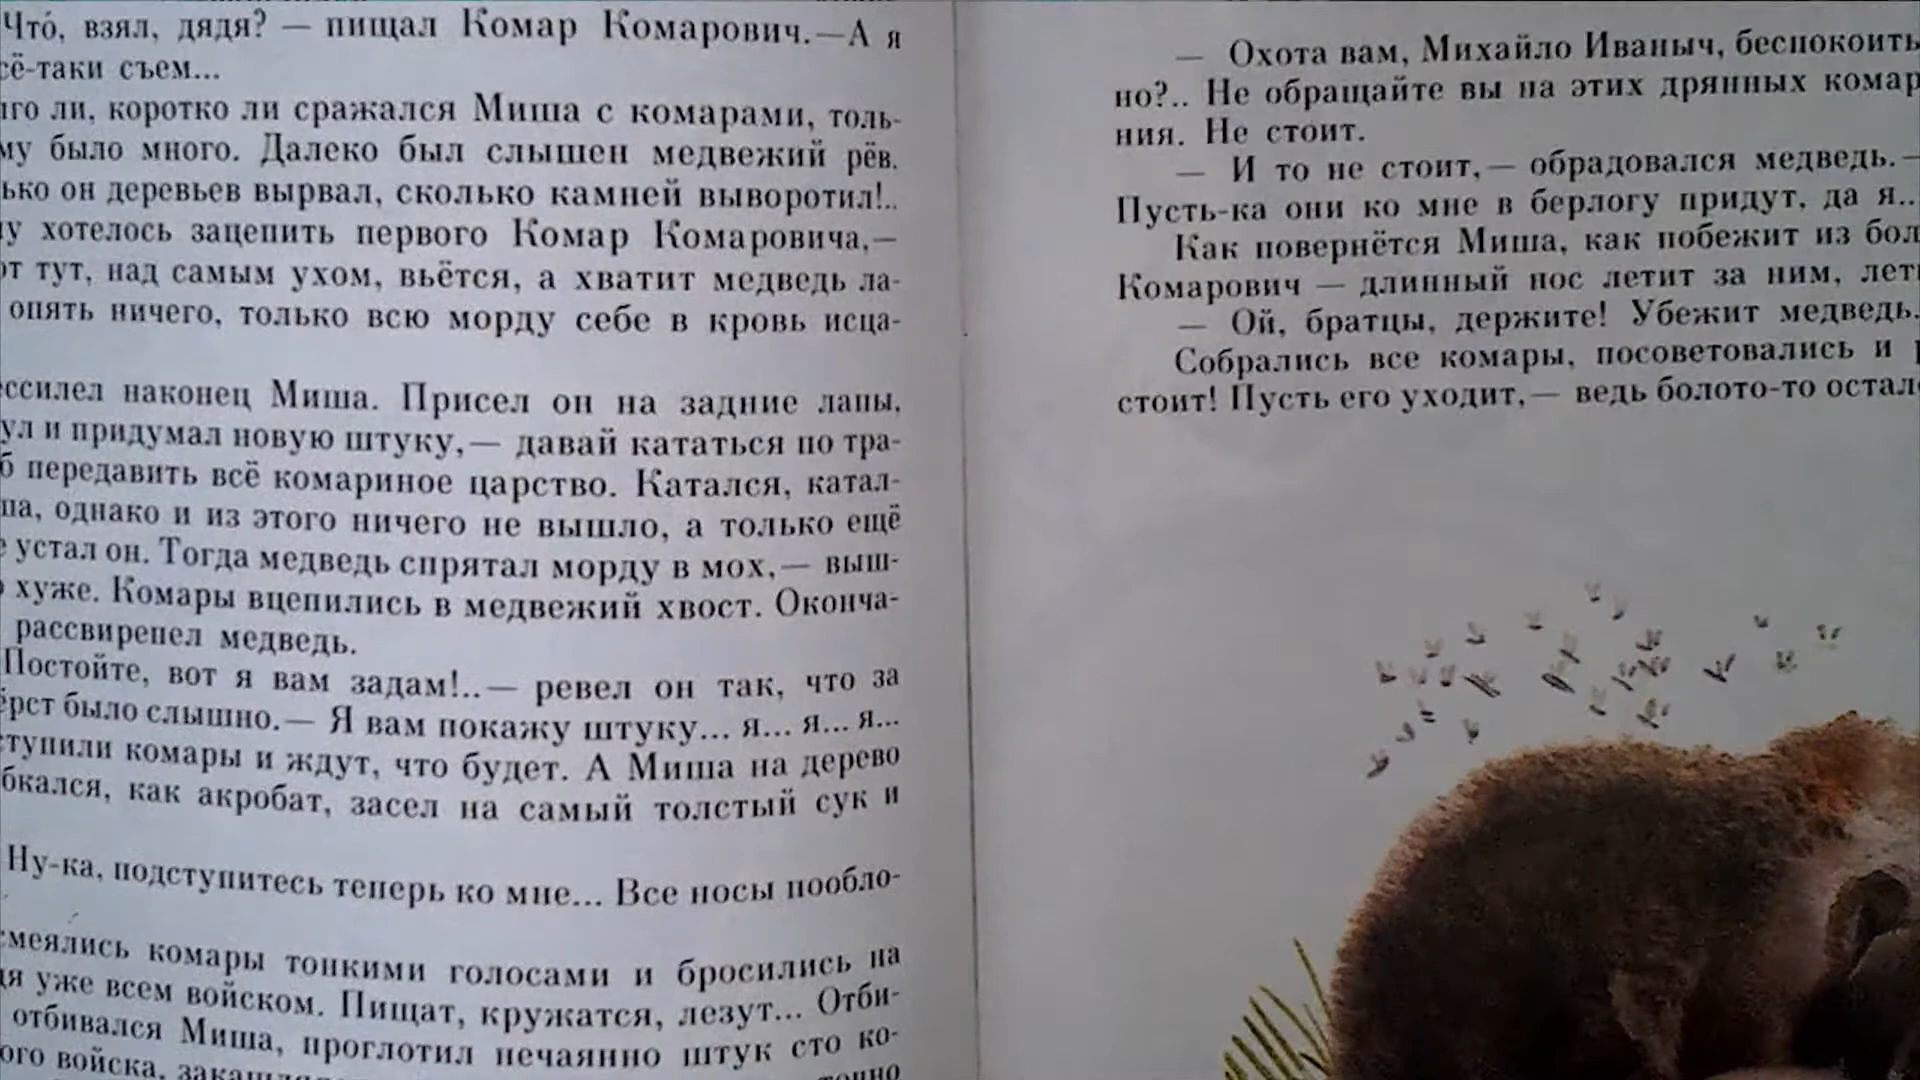 Что, взял, дядя? — пищал Комар Комарович.—А я
сё-таки съем...
лго ли, коротко ли сражался Миша с комарами, толь-
му было много. Далеко был слышен медвежий рёв.
ько он деревьев вырвал, сколько камней выворотил!..
у хотелось зацепить первого Комар Комаровича,—
от тут, над самым ухом, вьётся, а хватит медведь ла-
опять ничего, только всю морду себе в кровь исца-
ессилел наконец Миша. Присел он на задние лапы,
ул и придумал новую штуку,— давай кататься по тра-
б передавить всё комариное царство. Катался, катал-
ша, однако и из этого ничего не вышло, а только ещё
е устал он. Тогда медведь спрятал морду в мох,— выш-
о хуже. Комары вцепились в медвежий хвост. Оконча-
рассвирепел медведь.
Постойте, вот я вам задам!..— ревел он так, что за
ёрст было слышно.— Я вам покажу штуку... я... я... я...
тупили комары и ждут, что будет. А Миша на дерево
бкался, как акробат, засел на самый толстый сук и
Ну-ка, подступитесь теперь ко мне... Все носы пообло-
смеялись комары тонкими голосами и бросились на
дя уже всем войском. Пищат, кружатся, лезут... Отби-
отбивался Миша, проглотил нечаянно штук сто ко-
ого войска,
— Охота вам, Михайло Иваныч, беспокоить
но?.. Не обращайте вы на этих дрянных комар
ния. Не стоит.
— И то не стоит,— обрадовался медведь.—
Пусть-ка они ко мне в берлогу придут, да я...
Как повернётся Миша, как побежит из бол
Комарович — длинный нос летит за ним, лет
— Ой, братцы, держите! Убежит медведь.
Собрались все комары, посоветовались и
стоит! Пусть его уходит,— ведь болото-то остал